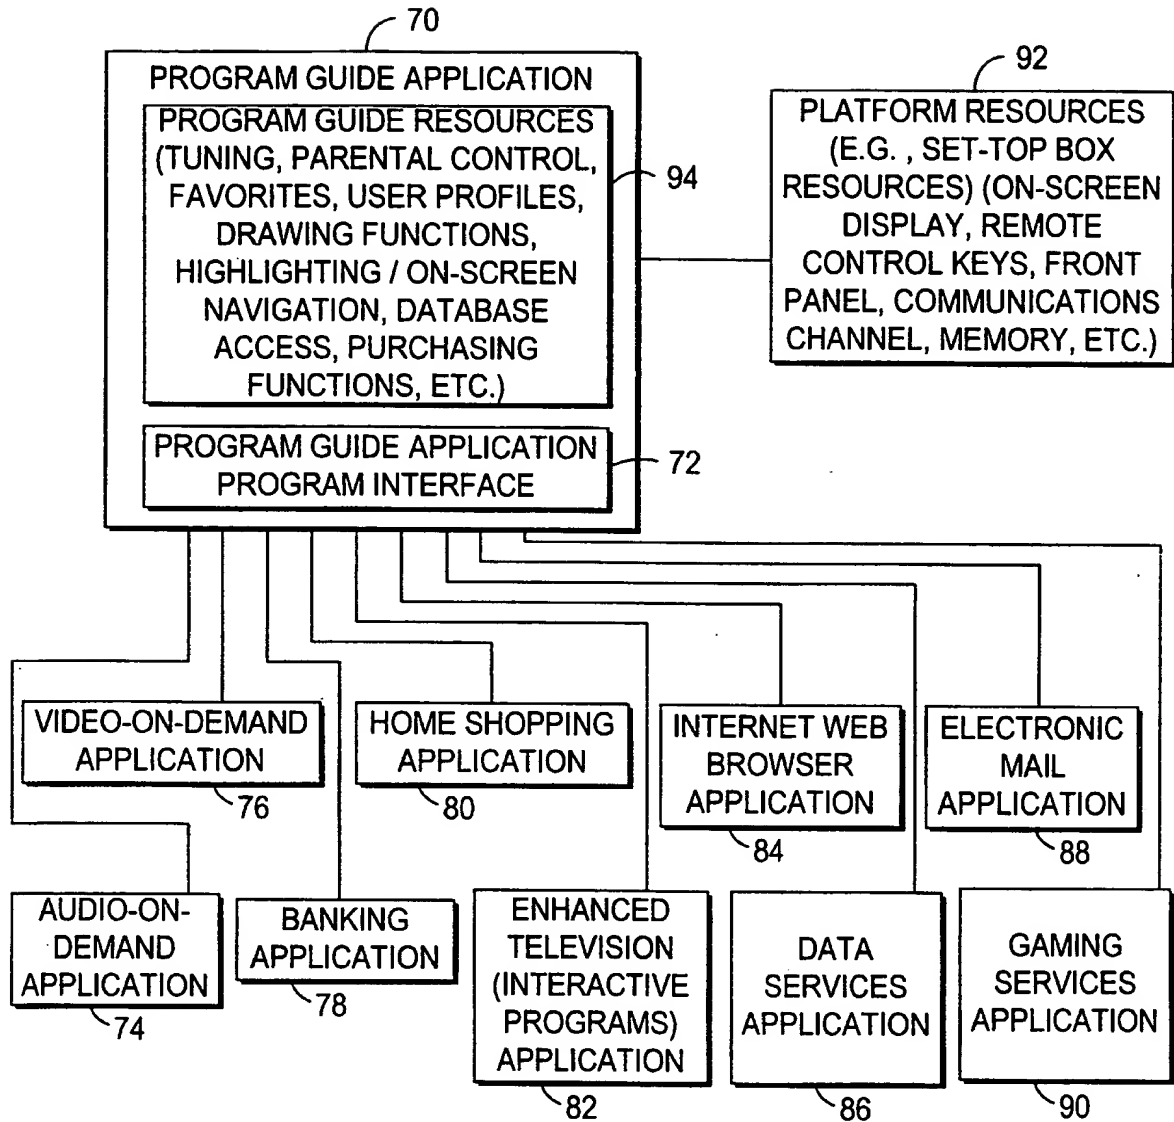 70
PROGRAM GUIDE APPLICATION
PROGRAM GUIDE RESOURCES
(TUNING, PARENTAL CONTROL,
FAVORITES, USER PROFILES,
DRAWING FUNCTIONS,
HIGHLIGHTING / ON-SCREEN
NAVIGATION, DATABASE
ACCESS, PURCHASING
FUNCTIONS, ETC.)
94
PROGRAM GUIDE APPLICATION
PROGRAM INTERFACE
72
92
PLATFORM RESOURCES
(E.G. , SET-TOP BOX
RESOURCES) (ON-SCREEN
DISPLAY, REMOTE
CONTROL KEYS, FRONT
PANEL, COMMUNICATIONS
CHANNEL, MEMORY, ETC.)
VIDEO-ON-DEMAND
APPLICATION
76
HOME SHOPPING
APPLICATION
80
INTERNET WEB
BROWSER
APPLICATION
84
ELECTRONIC
MAIL
APPLICATION
88
AUDIO-ON-
DEMAND
APPLICATION
74
BANKING
APPLICATION
78
ENHANCED
TELEVISION
(INTERACTIVE
PROGRAMS)
APPLICATION
82
DATA
SERVICES
APPLICATION
86
GAMING
SERVICES
APPLICATION
90